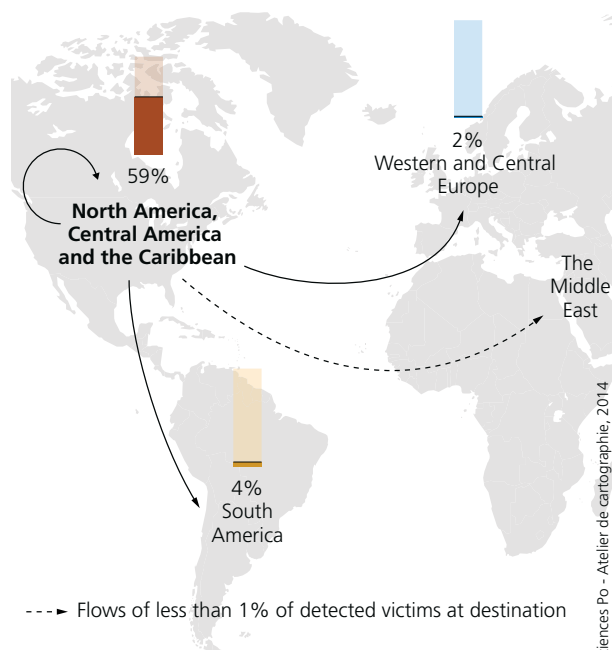 59%
North America,
Central America
and the Caribbean
2%
Western and Central
Europe
The
Middle
East
4%
South
America
Flows of less than 1% of detected victims at destination
Po - Atelier de cartographie, 2014